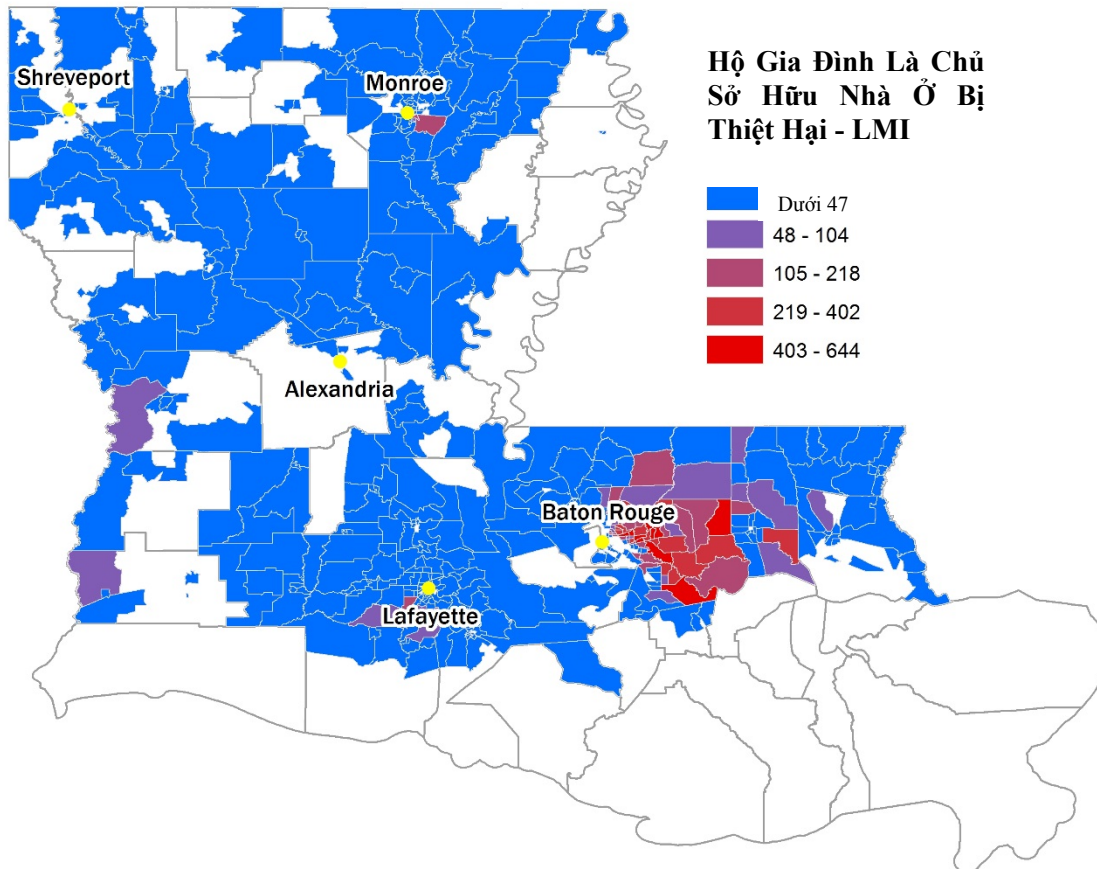 Hộ Gia Đình Là Chủ
Sở Hữu Nhà Ở Bị
Thiệt Hại - LMI
Dưới 47
48 - 104
105 - 218
219 - 402
403 - 644
Shreveport
Monroe
Alexandria
Baton Rouge
Lafayette